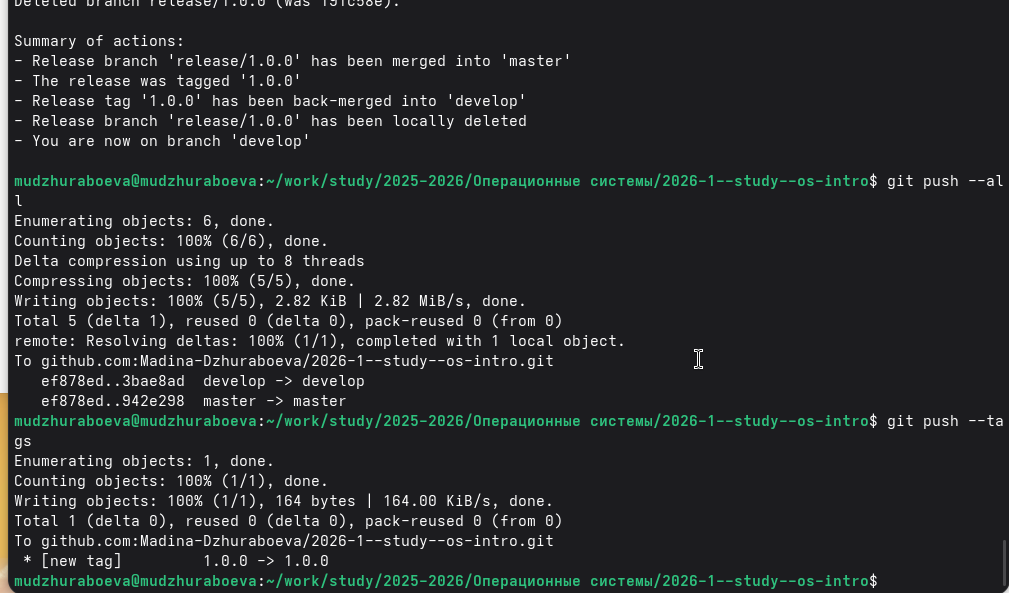 Deleted branch release/1.0.0 (was 191c58e).
Summary of actions:
- Release branch 'release/1.0.0' has been merged into 'master'
- The release was tagged '1.0.0'
- Release tag '1.0.0' has been back-merged into 'develop'
- Release branch 'release/1.0.0' has been locally deleted
- You are now on branch 'develop'
mudzhuraboeva@mudzhuraboeva:~/work/study/2025-2026/Операционные системы/2026-1--study--os-intro$ git push --al
l
Enumerating objects: 6, done.
Counting objects: 100% (6/6), done.
Delta compression using up to 8 threads
Compressing objects: 100% (5/5), done.
Writing objects: 100% (5/5), 2.82 KiB | 2.82 MiB/s, done.
Total 5 (delta 1), reused 0 (delta 0), pack-reused 0 (from 0)
remote: Resolving deltas: 100% (1/1), completed with 1 local object.
To github.com:Madina-Dzhuraboeva/2026-1--study--os-intro.git
   ef878ed..3bae8ad  develop -> develop
   ef878ed..942e298  master -> master
mudzhuraboeva@mudzhuraboeva:~/work/study/2025-2026/Операционные системы/2026-1--study--os-intro$ git push --ta
gs
Enumerating objects: 1, done.
Counting objects: 100% (1/1), done.
Writing objects: 100% (1/1), 164 bytes | 164.00 KiB/s, done.
Total 1 (delta 0), reused 0 (delta 0), pack-reused 0 (from 0)
To github.com:Madina-Dzhuraboeva/2026-1--study--os-intro.git
 * [new tag]         1.0.0 -> 1.0.0
mudzhuraboeva@mudzhuraboeva:~/work/study/2025-2026/Операционные системы/2026-1--study--os-intro$